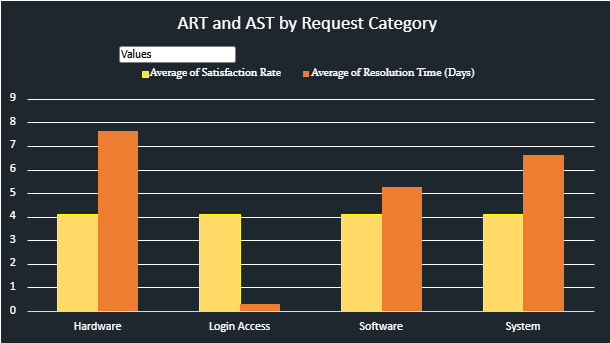 ART and AST by Request Category
Values
Average of Satisfaction Rate Average of Resolution Time (Days)
9
8
7
6
5
4
3
2
1
0
Hardware Login Access Software System